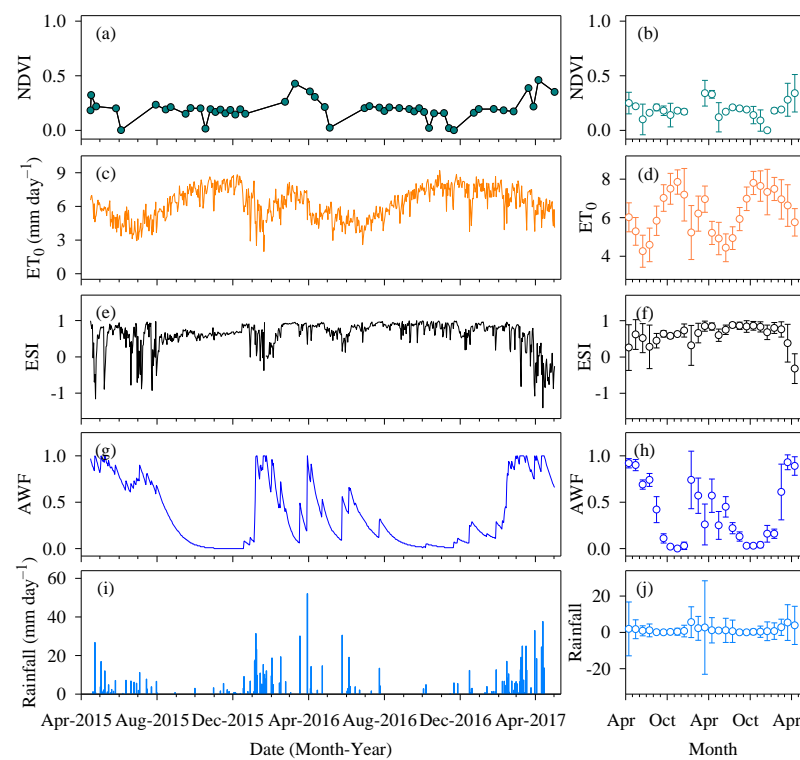 1.0
(a)
(b)
1.0
NDVI
0.5
0.0
NDVI
0.5
0.0
9
(c)
(d)
8
ET0 (mm day−1)
6
3
0
ET0
6
4
1
(e)
(f)
1
ESI
0
-1
ESI
0
-1
1.0
(g)
(h)
1.0
AWF
0.5
0.0
AWF
0.5
0.0
60
(i)
(j)
20
Rainfall (mm day−1)
40
20
0
Rainfall
0
-20
Apr-2015 Aug-2015 Dec-2015 Apr-2016 Aug-2016 Dec-2016 Apr-2017
Apr Oct Apr Oct Apr
Date (Month-Year)
Month